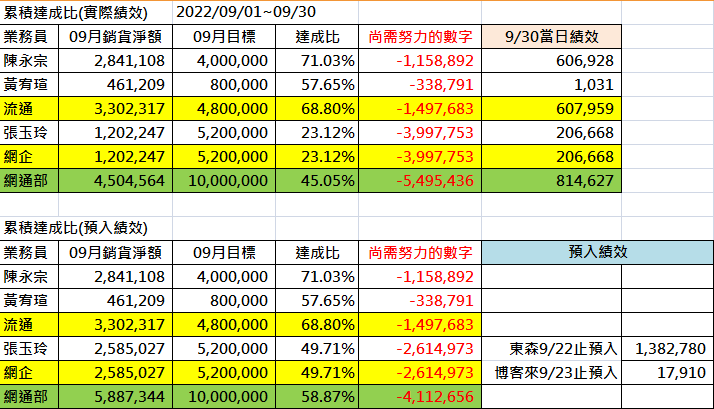 累積達成比(實際績效) 2022/09/01~09/30
業務員 09月銷貨淨額 09月目標 達成比 尚需努力的數字 9/30當日績效
陳永宗 2,841,108 4,000,000 71.03% -1,158,892 606,928
黃宥瑄 461,209 800,000 57.65% -338,791 1,031
流通 3,302,317 4,800,000 68.80% -1,497,683 607,959
張玉玲 1,202,247 5,200,000 23.12% -3,997,753 206,668
網企 1,202,247 5,200,000 23.12% -3,997,753 206,668
網通部 4,504,564 10,000,000 45.05% -5,495,436 814,627
累積達成比(預入績效)
業務員 09月銷貨淨額 09月目標 達成比 尚需努力的數字 預入績效
陳永宗 2,841,108 4,000,000 71.03% -1,158,892
黃宥瑄 461,209 800,000 57.65% -338,791
流通 3,302,317 4,800,000 68.80% -1,497,683
張玉玲 2,585,027 5,200,000 49.71% -2,614,973 東森9/22止預入 1,382,780
網企 2,585,027 5,200,000 49.71% -2,614,973 博客來9/23止預入 17,910
網通部 5,887,344 10,000,000 58.87% -4,112,656